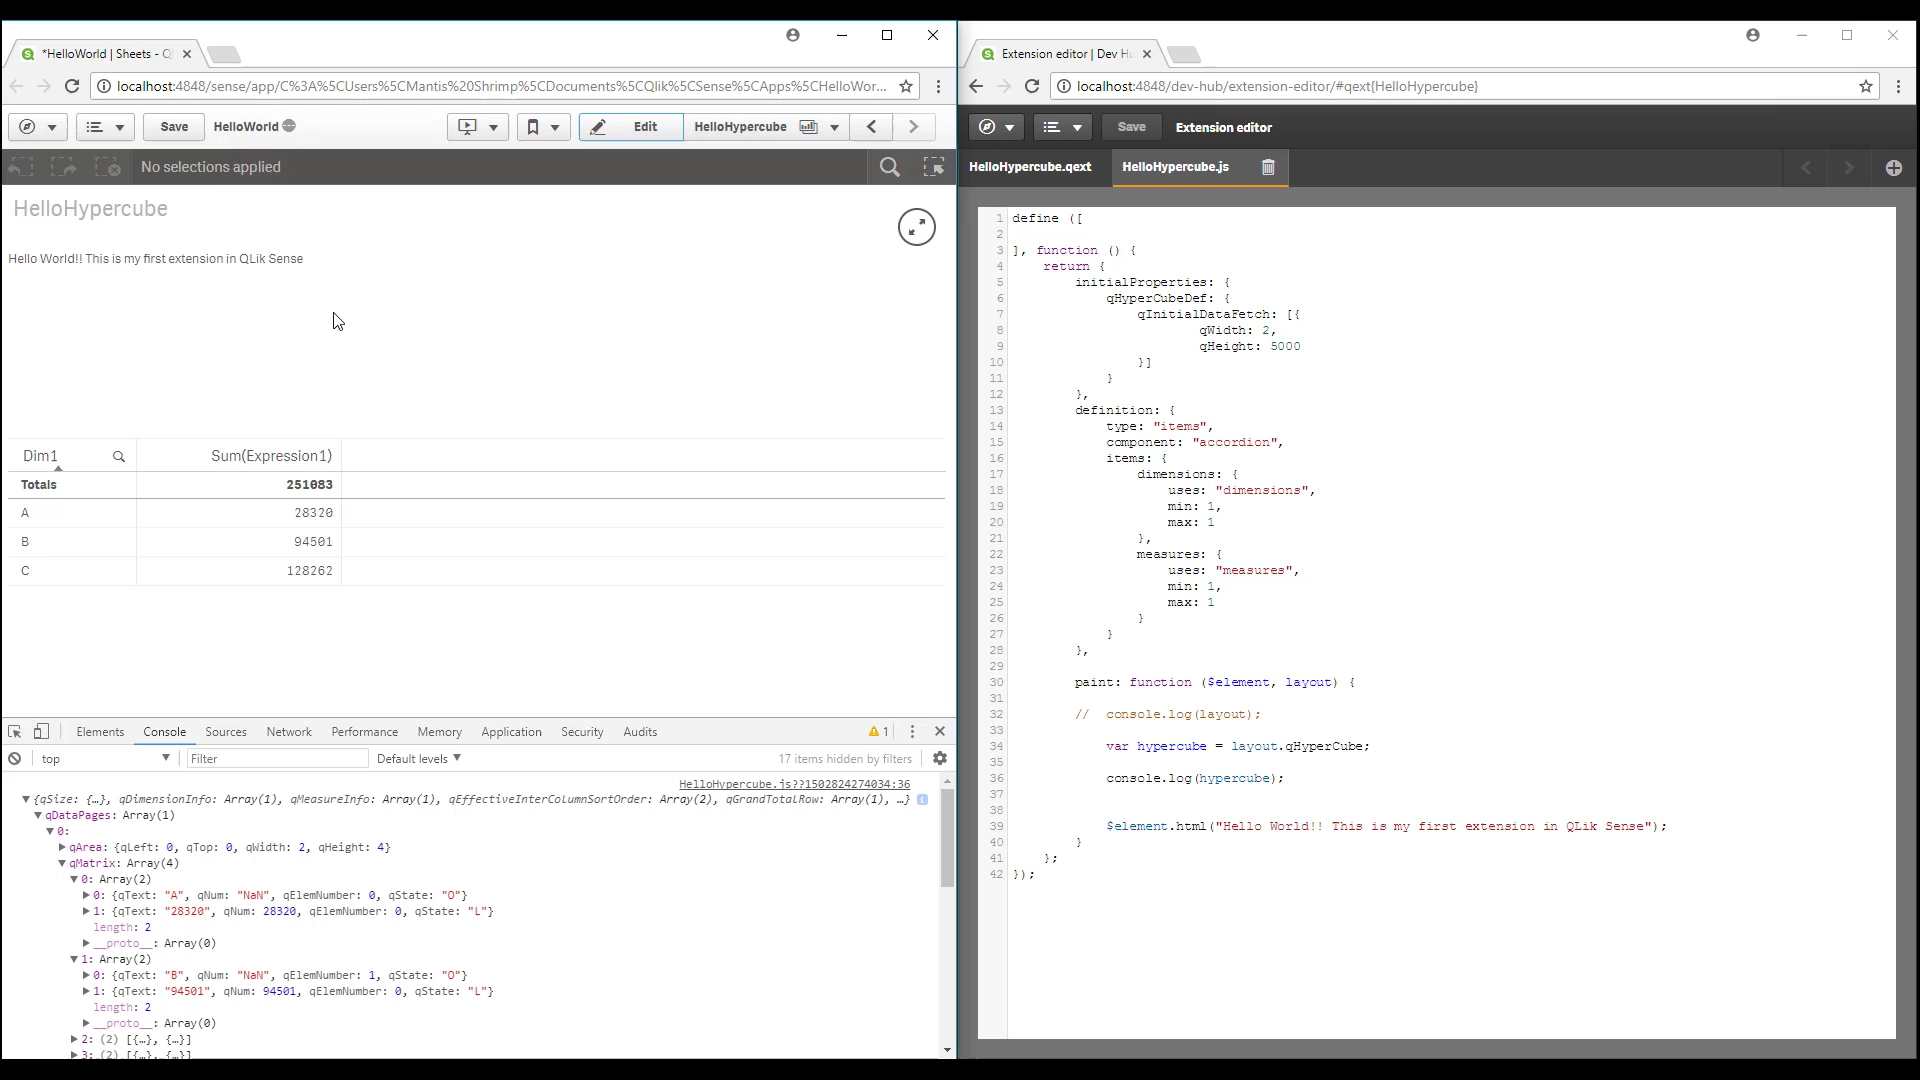 *HelloWorld | Sheets - Q
localhost:4848/sense/app/C%3A%5CUsers%5CMantis%20Shrimp%5CDocuments%5CQlik%5CSense%5CApps%5CHelloWor...
Save
HelloWorld
Edit
HelloHypercube
No selections applied
HelloHypercube
Hello World!! This is my first extension in QLik Sense
Dim1 Sum(Expression1)
Totals 251083
A 28320
B 94501
C 128262
Elements Console Sources Network Performance Memory Application Security Audits 1
top Filter Default levels 17 items hidden by filters
HelloHypercube.js??1502824274034:36
{qSize: {…}, qDimensionInfo: Array(1), qMeasureInfo: Array(1), qEffectiveInterColumnSortOrder: Array(2), qGrandTotalRow: Array(1), …}
qDataPages: Array(1)
0:
qArea: {qLeft: 0, qTop: 0, qWidth: 2, qHeight: 4}
qMatrix: Array(4)
0: Array(2)
0: {qText: "A", qNum: "NaN", qElemNumber: 0, qState: "O"}
1: {qText: "28320", qNum: 28320, qElemNumber: 0, qState: "L"}
length: 2
__proto__: Array(0)
1: Array(2)
0: {qText: "B", qNum: "NaN", qElemNumber: 1, qState: "O"}
1: {qText: "94501", qNum: 94501, qElemNumber: 0, qState: "L"}
length: 2
__proto__: Array(0)
2: (2) [{…}, {…}]
3: (2) [{…}, {…}]
Extension editor | Dev H
localhost:4848/dev-hub/extension-editor/#qext{HelloHypercube}
Save
Extension editor
HelloHypercube.qext
HelloHypercube.js
1 define ([
2
3 ], function () {
4 return {
5 initialProperties: {
6 qHyperCubeDef: {
7 qInitialDataFetch: [{
8 qWidth: 2,
9 qHeight: 5000
10 }]
11 }
12 },
13 definition: {
14 type: "items",
15 component: "accordion",
16 items: {
17 dimensions: {
18 uses: "dimensions",
19 min: 1,
20 max: 1
21 },
22 measures: {
23 uses: "measures",
24 min: 1,
25 max: 1
26 }
27 }
28 },
29
30 paint: function ($element, layout) {
31
32 // console.log(layout);
33
34 var hypercube = layout.qHyperCube;
35
36 console.log(hypercube);
37
38
39 $element.html("Hello World!! This is my first extension in QLik Sense");
40 }
41 };
42 });